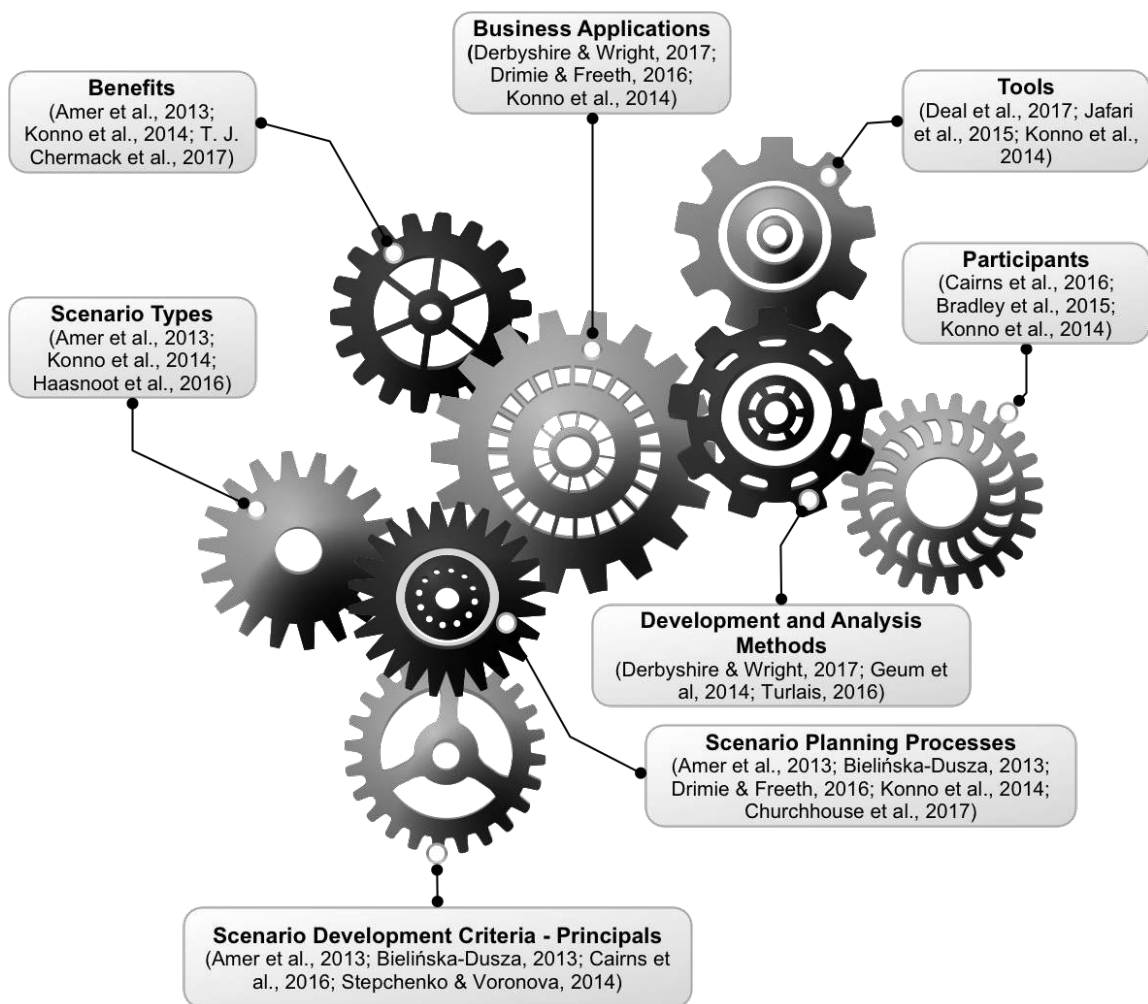 Business Applications
(Derbyshire & Wright, 2017;
Drimie & Freeth, 2016;
Konno et al., 2014)
Benefits
(Amer et al., 2013;
Konno et al., 2014; T. J.
Chermack et al., 2017)
Tools
(Deal et al., 2017; Jafari
et al., 2015; Konno et al.,
2014)
Participants
(Cairns et al., 2016;
Bradley et al., 2015;
Konno et al., 2014)
Scenario Types
(Amer et al., 2013;
Konno et al., 2014;
Haasnoot et al., 2016)
Development and Analysis
Methods
(Derbyshire & Wright, 2017; Geum
et al, 2014; Turlais, 2016)
Scenario Planning Processes
(Amer et al., 2013; Bielińska-Dusza, 2013;
Drimie & Freeth, 2016; Konno et al., 2014;
Churchhouse et al., 2017)
Scenario Development Criteria - Principals
(Amer et al., 2013; Bielińska-Dusza, 2013; Cairns et
al., 2016; Stepchenko & Voronova, 2014)